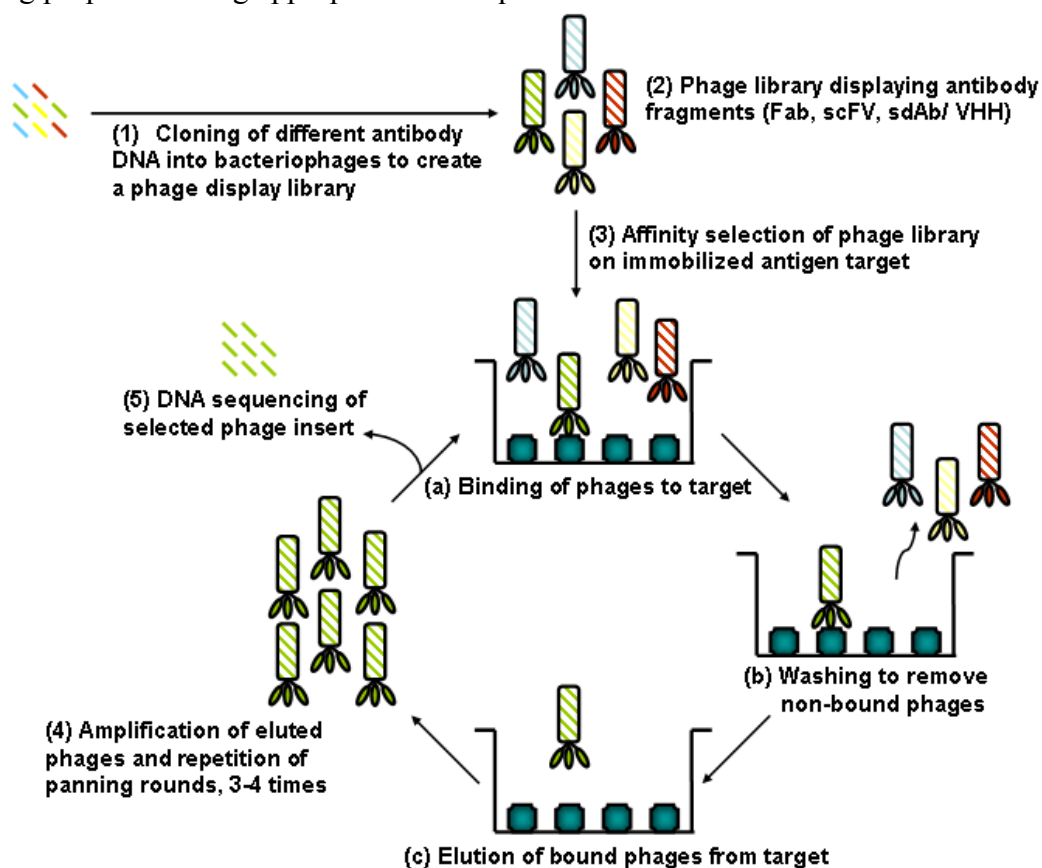 (1) Cloning of different antibody
DNA into bacteriophages to create
a phage display library
(2) Phage library displaying antibody
fragments (Fab, scFV, sdAb/ VHH)
(3) Affinity selection of phage library
on immobilized antigen target
(a) Binding of phages to target
(b) Washing to remove
non-bound phages
(c) Elution of bound phages from target
(4) Amplification of eluted
phages and repetition of
panning rounds, 3-4 times
(5) DNA sequencing of
selected phage insert